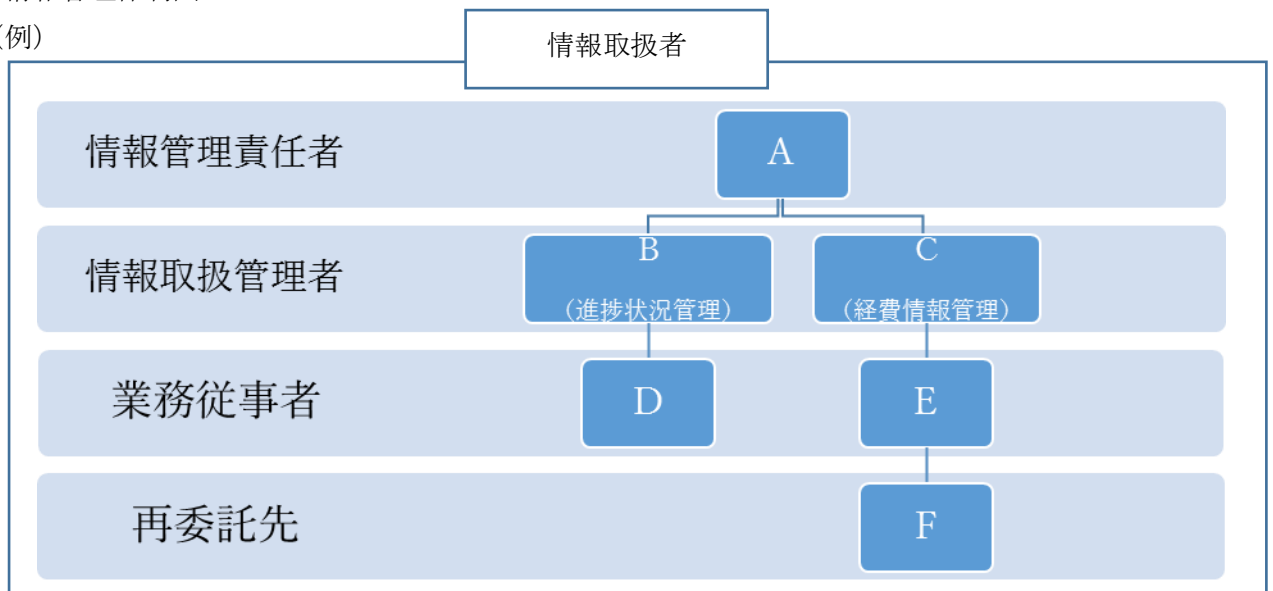 (例)
情報取扱者
情報管理責任者
A
情報取扱管理者
B
(進捗状況管理)
C
(経費情報管理)
業務従事者
D
E
再委託先
F